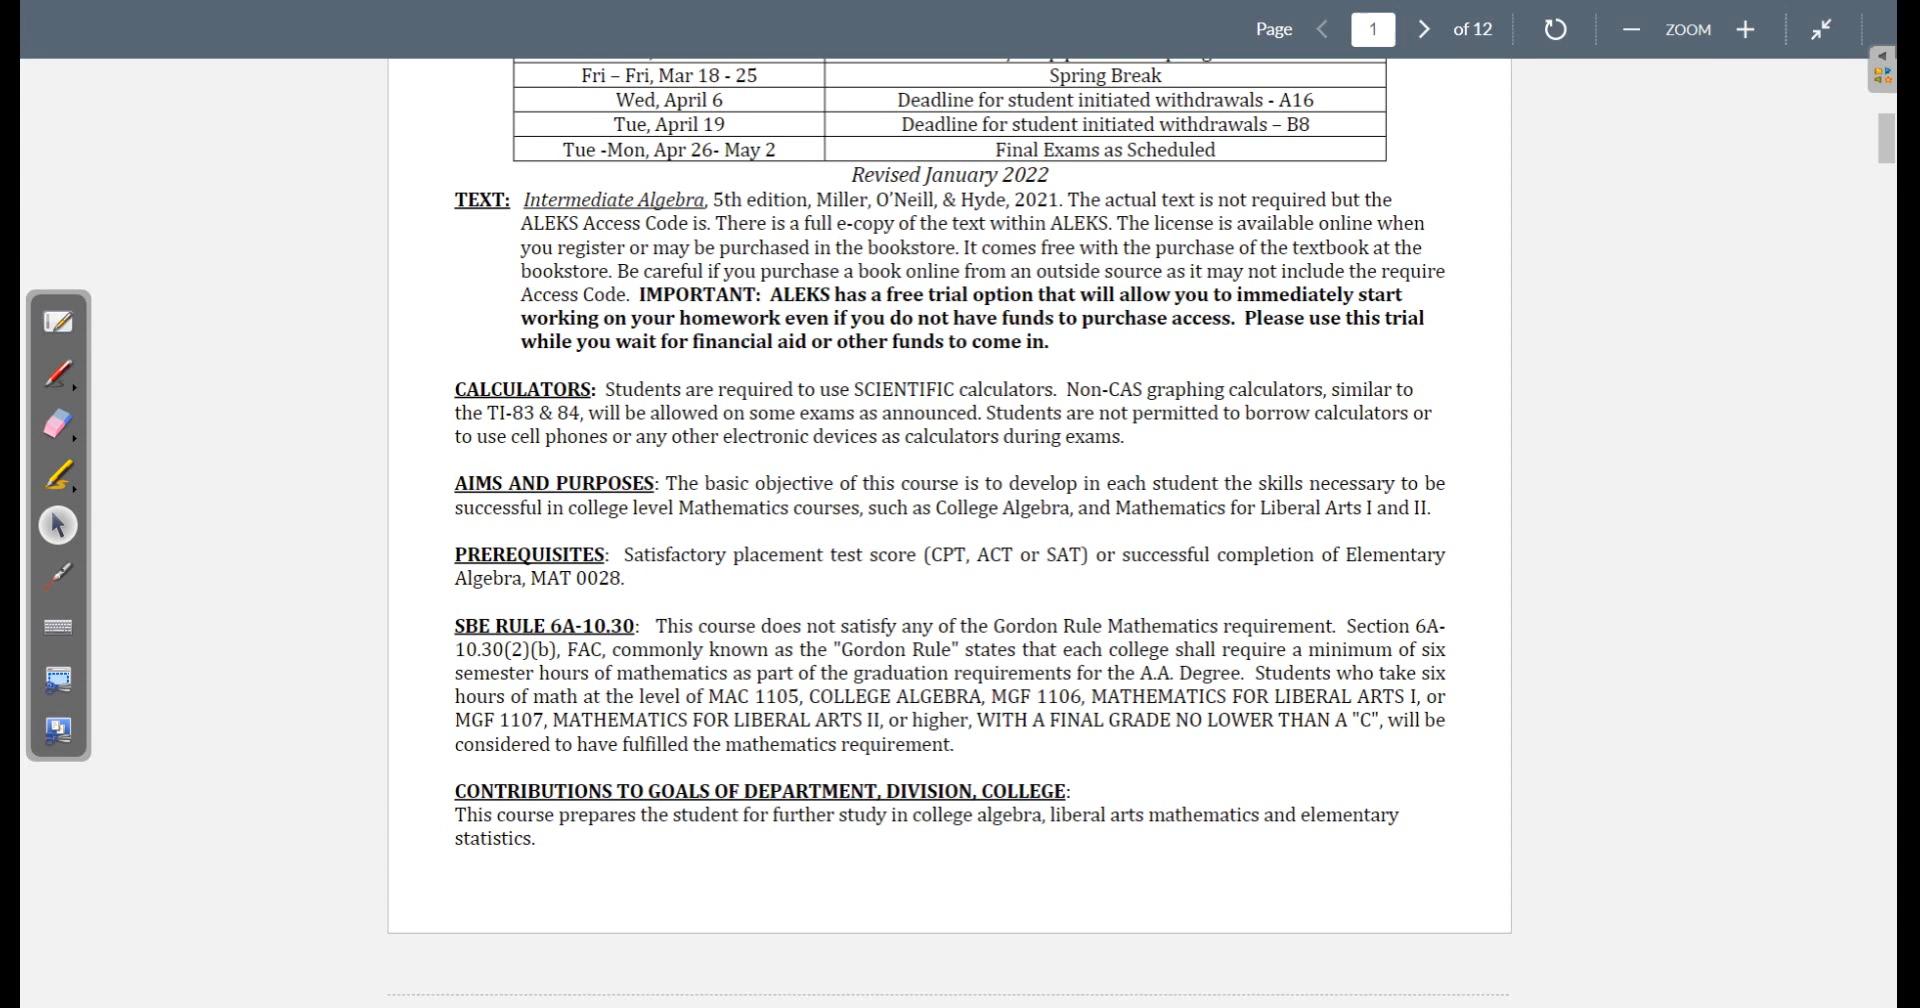 Page 1 of 12 ZOOM
Fri – Fri, Mar 18 - 25 Spring Break
Wed, April 6 Deadline for student initiated withdrawals - A16
Tue, April 19 Deadline for student initiated withdrawals – B8
Tue -Mon, Apr 26- May 2 Final Exams as Scheduled
Revised January 2022
TEXT: Intermediate Algebra, 5th edition, Miller, O’Neill, & Hyde, 2021. The actual text is not required but the
ALEKS Access Code is. There is a full e-copy of the text within ALEKS. The license is available online when
you register or may be purchased in the bookstore. It comes free with the purchase of the textbook at the
bookstore. Be careful if you purchase a book online from an outside source as it may not include the require
Access Code. IMPORTANT: ALEKS has a free trial option that will allow you to immediately start
working on your homework even if you do not have funds to purchase access. Please use this trial
while you wait for financial aid or other funds to come in.
CALCULATORS: Students are required to use SCIENTIFIC calculators. Non-CAS graphing calculators, similar to
the TI-83 & 84, will be allowed on some exams as announced. Students are not permitted to borrow calculators or
to use cell phones or any other electronic devices as calculators during exams.
AIMS AND PURPOSES: The basic objective of this course is to develop in each student the skills necessary to be
successful in college level Mathematics courses, such as College Algebra, and Mathematics for Liberal Arts I and II.
PREREQUISITES: Satisfactory placement test score (CPT, ACT or SAT) or successful completion of Elementary
Algebra, MAT 0028.
SBE RULE 6A-10.30: This course does not satisfy any of the Gordon Rule Mathematics requirement. Section 6A-
10.30(2)(b), FAC, commonly known as the "Gordon Rule" states that each college shall require a minimum of six
semester hours of mathematics as part of the graduation requirements for the A.A. Degree. Students who take six
hours of math at the level of MAC 1105, COLLEGE ALGEBRA, MGF 1106, MATHEMATICS FOR LIBERAL ARTS I, or
MGF 1107, MATHEMATICS FOR LIBERAL ARTS II, or higher, WITH A FINAL GRADE NO LOWER THAN A "C", will be
considered to have fulfilled the mathematics requirement.
CONTRIBUTIONS TO GOALS OF DEPARTMENT, DIVISION, COLLEGE:
This course prepares the student for further study in college algebra, liberal arts mathematics and elementary
statistics.